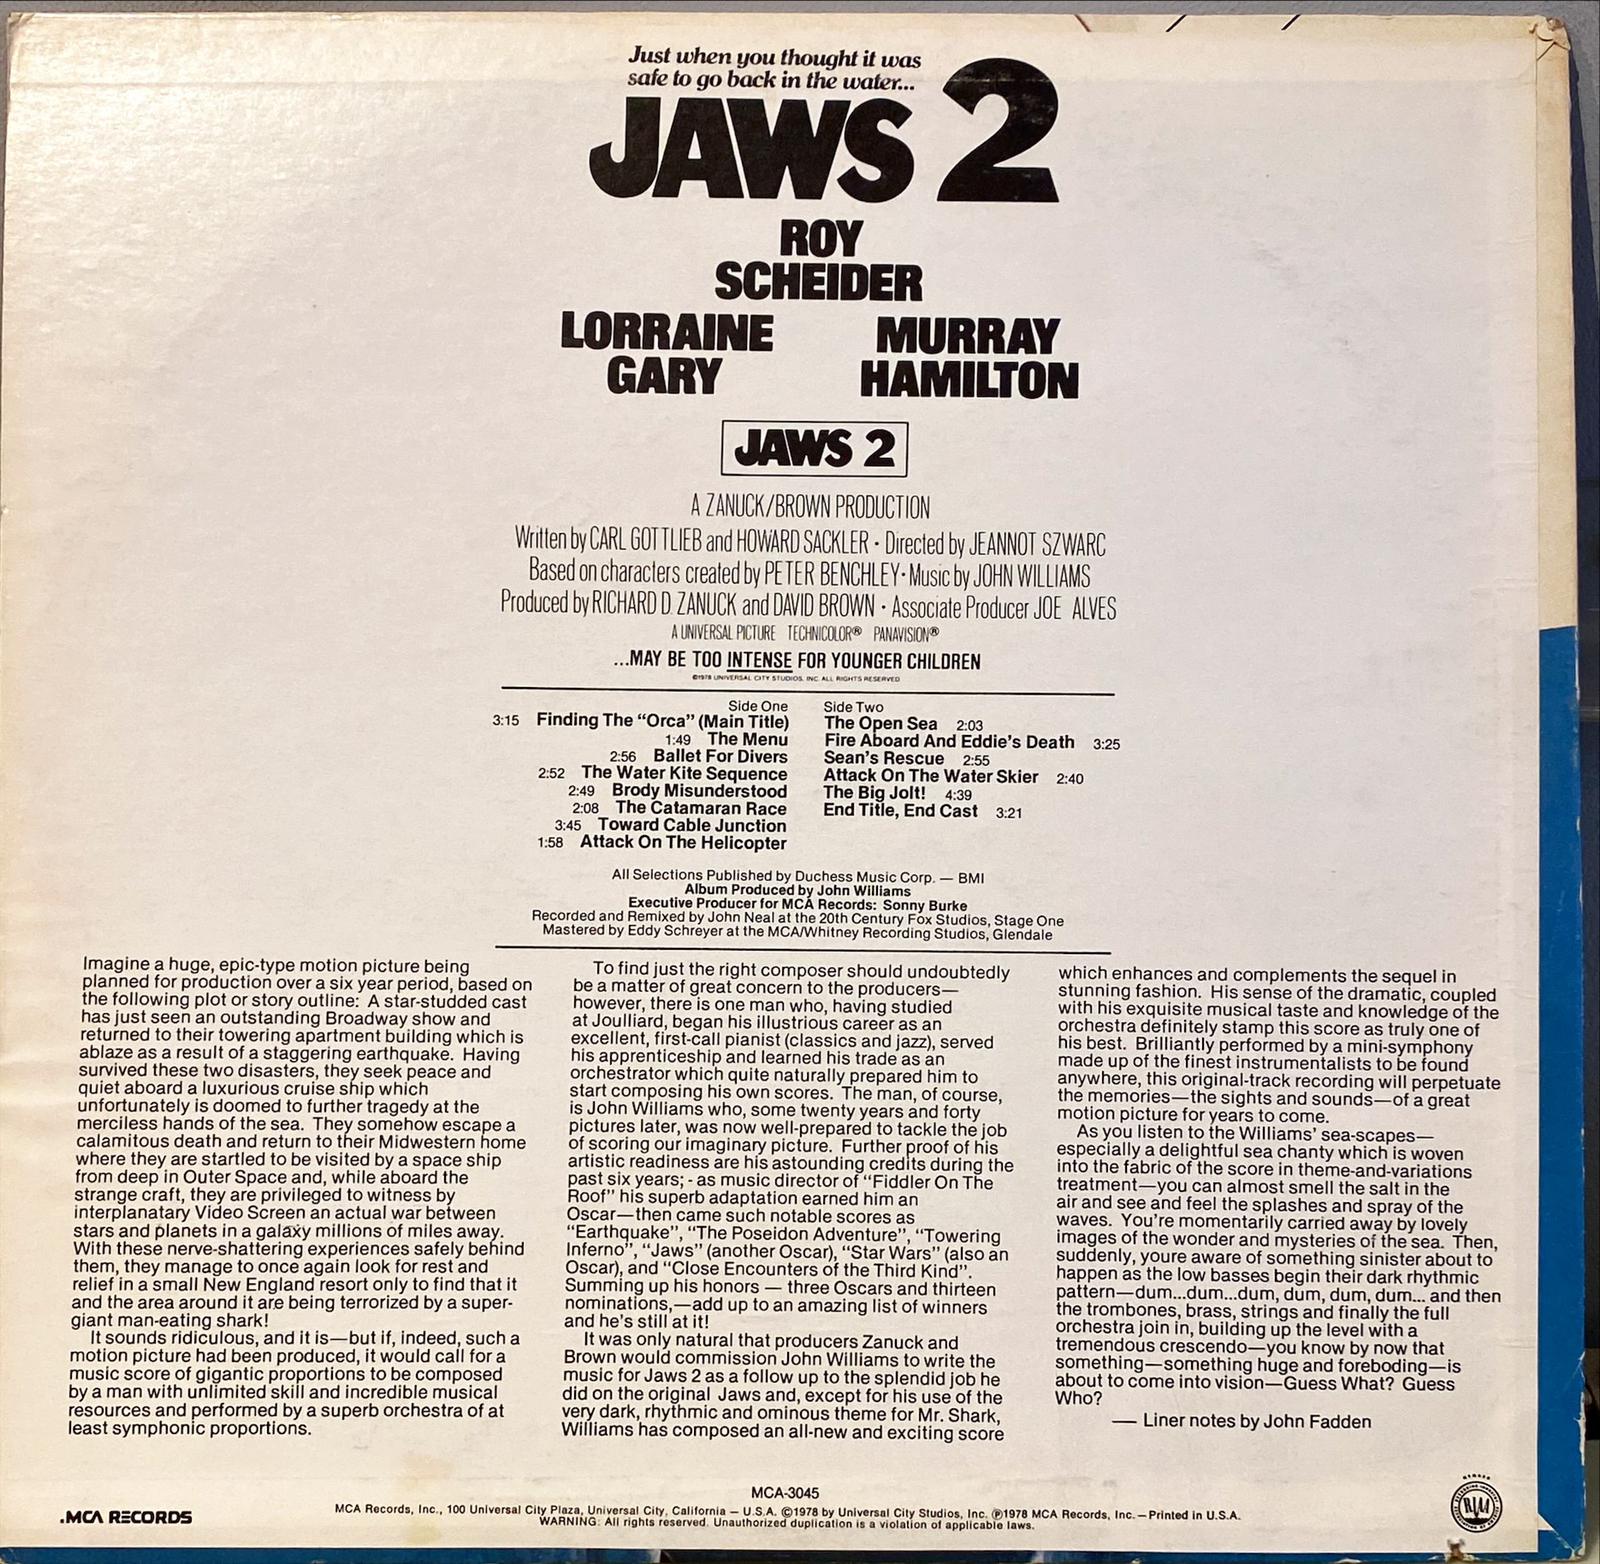 Just when you thought it was
safe to go back in the water...
JAWS 2
ROY
SCHEIDER
LORRAINE
GARY
MURRAY
HAMILTON
JAWS 2
A ZANUCK/BROWN PRODUCTION
Written by CARL GOTTLIEB and HOWARD SACKLER • Directed by JEANNOT SZWARC
Based on characters created by PETER BENCHLEY • Music by JOHN WILLIAMS
Produced by RICHARD D. ZANUCK and DAVID BROWN • Associate Producer JOE ALVES
A UNIVERSAL PICTURE TECHNICOLOR® PANAVISION®
...MAY BE TOO INTENSE FOR YOUNGER CHILDREN
©1978 UNIVERSAL CITY STUDIOS, INC. ALL RIGHTS RESERVED
Side One
3:15 Finding The "Orca" (Main Title)
1:49 The Menu
2:56 Ballet For Divers
2:52 The Water Kite Sequence
2:49 Brody Misunderstood
2:08 The Catamaran Race
3:45 Toward Cable Junction
1:58 Attack On The Helicopter
Side Two
The Open Sea 2:03
Fire Aboard And Eddie's Death 3:25
Sean's Rescue 2:55
Attack On The Water Skier 2:40
The Big Jolt! 4:39
End Title, End Cast 3:21
All Selections Published by Duchess Music Corp. — BMI
Album Produced by John Williams
Executive Producer for MCA Records: Sonny Burke
Recorded and Remixed by John Neal at the 20th Century Fox Studios, Stage One
Mastered by Eddy Schreyer at the MCA/Whitney Recording Studios, Glendale
Imagine a huge, epic-type motion picture being
planned for production over a six year period, based on
the following plot or story outline: A star-studded cast
has just seen an outstanding Broadway show and
returned to their towering apartment building which is
ablaze as a result of a staggering earthquake. Having
survived these two disasters, they seek peace and
quiet aboard a luxurious cruise ship which
unfortunately is doomed to further tragedy at the
merciless hands of the sea. They somehow escape a
calamitous death and return to their Midwestern home
where they are startled to be visited by a space ship
from deep in Outer Space and, while aboard the
strange craft, they are privileged to witness by
interplanatary Video Screen an actual war between
stars and planets in a galaxy millions of miles away.
With these nerve-shattering experiences safely behind
them, they manage to once again look for rest and
relief in a small New England resort only to find that it
and the area around it are being terrorized by a super-
giant man-eating shark!
It sounds ridiculous, and it is—but if, indeed, such a
motion picture had been produced, it would call for a
music score of gigantic proportions to be composed
by a man with unlimited skill and incredible musical
resources and performed by a superb orchestra of at
least symphonic proportions.
To find just the right composer should undoubtedly
be a matter of great concern to the producers—
however, there is one man who, having studied
at Joulliard, began his illustrious career as an
excellent, first-call pianist (classics and jazz), served
his apprenticeship and learned his trade as an
orchestrator which quite naturally prepared him to
start composing his own scores. The man, of course,
is John Williams who, some twenty years and forty
pictures later, was now well-prepared to tackle the job
of scoring our imaginary picture. Further proof of his
artistic readiness are his astounding credits during the
past six years; - as music director of "Fiddler On The
Roof" his superb adaptation earned him an
Oscar—then came such notable scores as
"Earthquake", "The Poseidon Adventure", "Towering
Inferno", "Jaws" (another Oscar), "Star Wars" (also an
Oscar), and "Close Encounters of the Third Kind".
Summing up his honors — three Oscars and thirteen
nominations,—add up to an amazing list of winners
and he's still at it!
It was only natural that producers Zanuck and
Brown would commission John Williams to write the
music for Jaws 2 as a follow up to the splendid job he
did on the original Jaws and, except for his use of the
very dark, rhythmic and ominous theme for Mr. Shark,
Williams has composed an all-new and exciting score
which enhances and complements the sequel in
stunning fashion. His sense of the dramatic, coupled
with his exquisite musical taste and knowledge of the
orchestra definitely stamp this score as truly one of
his best. Brilliantly performed by a mini-symphony
made up of the finest instrumentalists to be found
anywhere, this original-track recording will perpetuate
the memories—the sights and sounds—of a great
motion picture for years to come.
As you listen to the Williams' sea-scapes—
especially a delightful sea chanty which is woven
into the fabric of the score in theme-and-variations
treatment—you can almost smell the salt in the
air and see and feel the splashes and spray of the
waves. You're momentarily carried away by lovely
images of the wonder and mysteries of the sea. Then,
suddenly, youre aware of something sinister about to
happen as the low basses begin their dark rhythmic
pattern—dum...dum...dum, dum, dum, dum... and then
the trombones, brass, strings and finally the full
orchestra join in, building up the level with a
tremendous crescendo—you know by now that
something—something huge and foreboding—is
about to come into vision—Guess What? Guess
Who?
— Liner notes by John Fadden
MCA-3045
.MCA RECORDS
MCA Records, Inc., 100 Universal City Plaza, Universal City, California — U.S.A. ©1978 by Universal City Studios, Inc. ℗1978 MCA Records, Inc. — Printed in U.S.A.
WARNING: All rights reserved. Unauthorized duplication is a violation of applicable laws.
RIAA